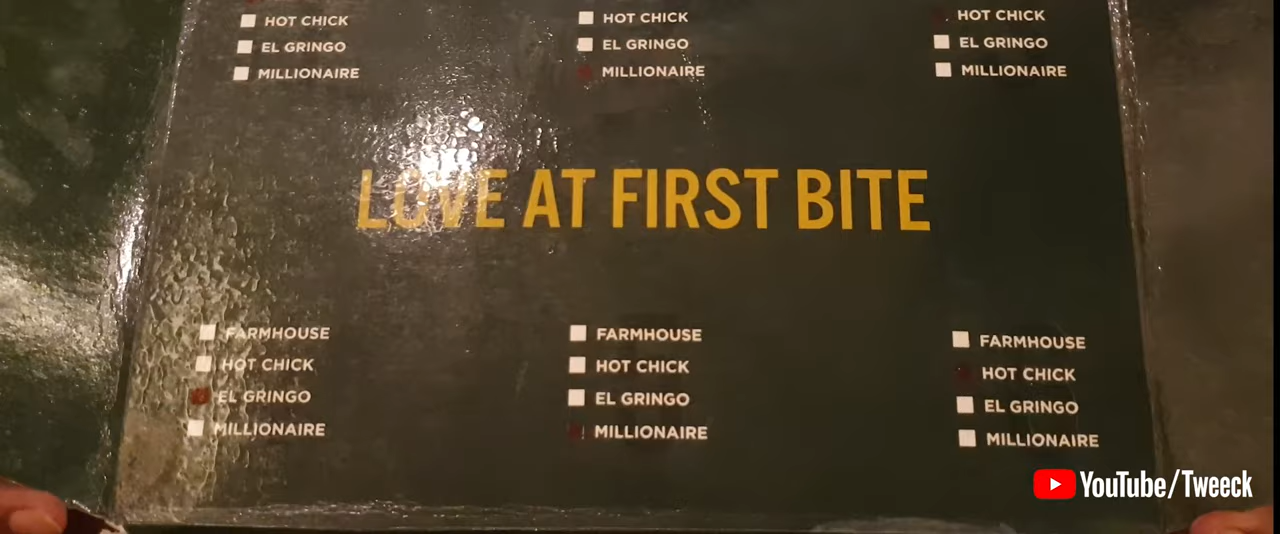 HOT CHICK HOT CHICK HOT CHICK
EL GRINGO EL GRINGO EL GRINGO
MILLIONAIRE MILLIONAIRE MILLIONAIRE
LOVE AT FIRST BITE
FARMHOUSE FARMHOUSE FARMHOUSE
HOT CHICK HOT CHICK HOT CHICK
EL GRINGO EL GRINGO EL GRINGO
MILLIONAIRE MILLIONAIRE MILLIONAIRE
YouTube/Tweeck